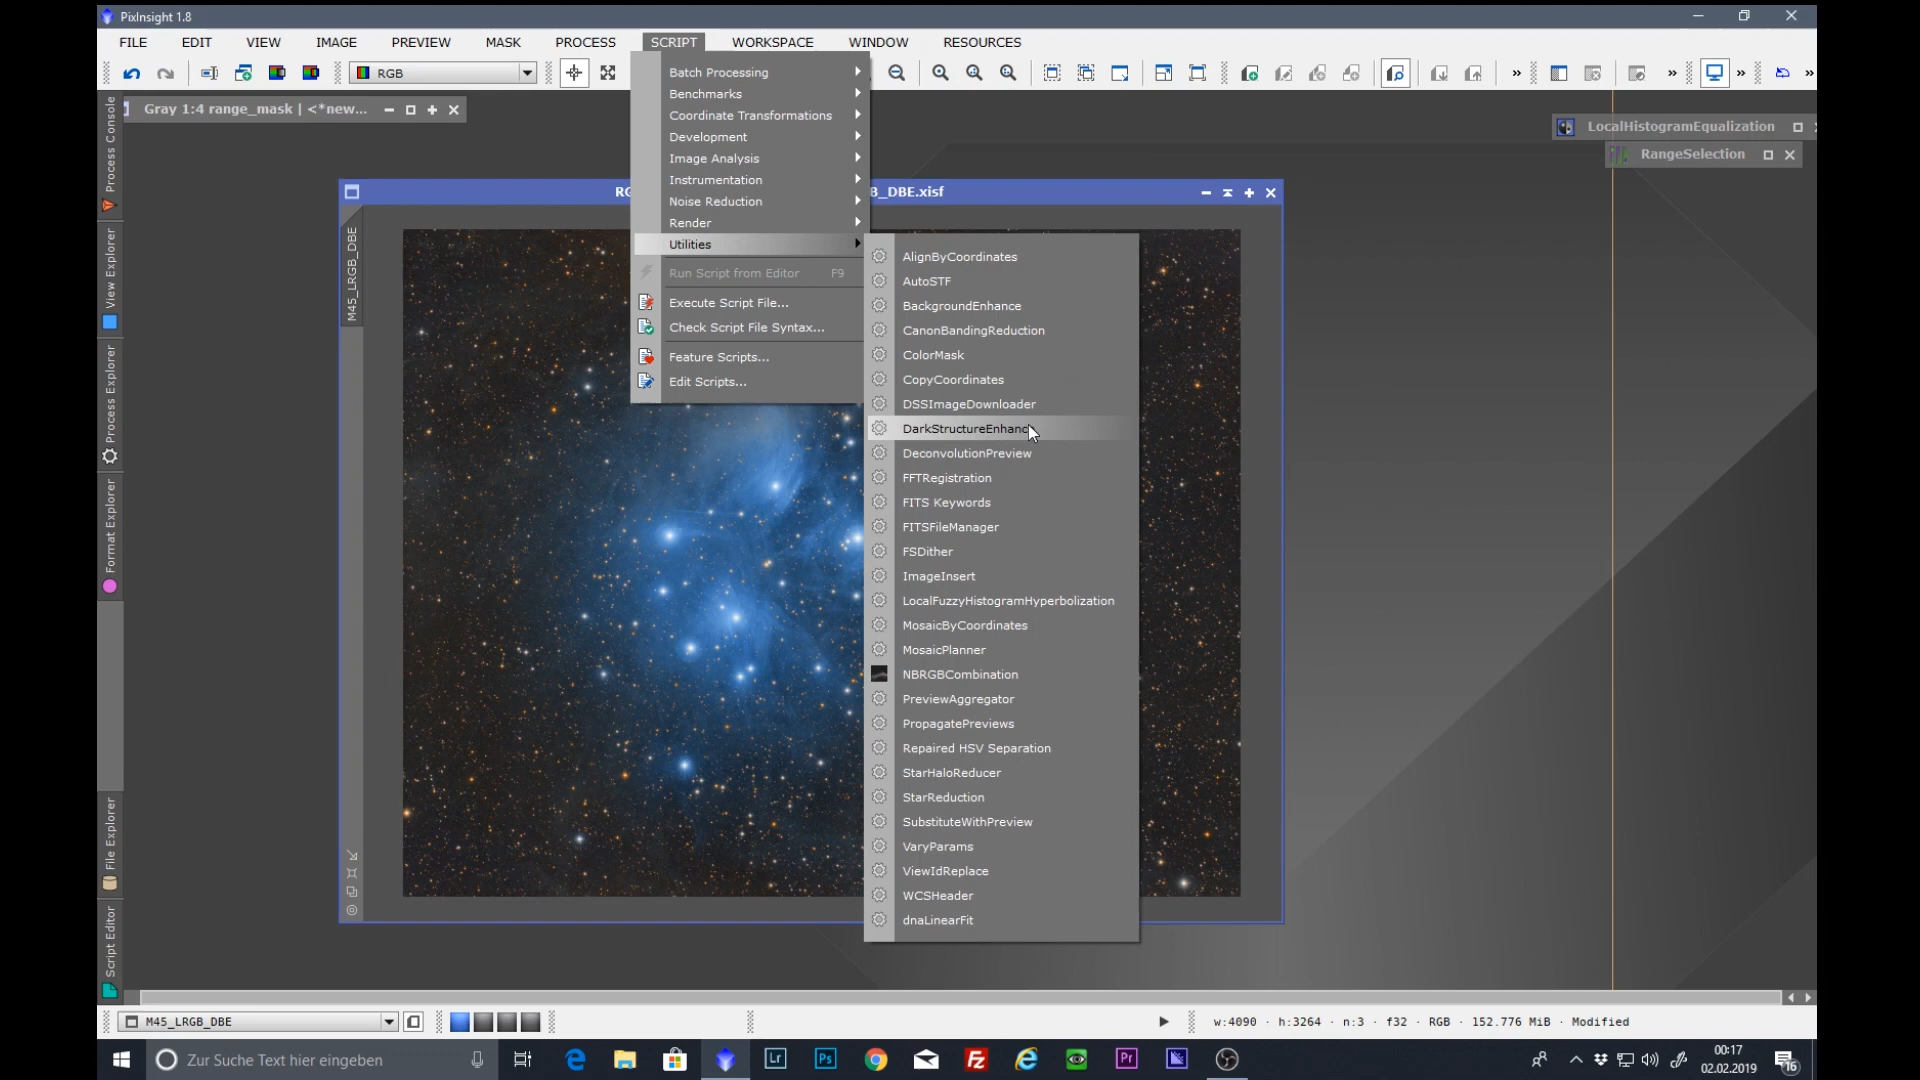 PixInsight 1.8
FILE EDIT VIEW IMAGE PREVIEW MASK PROCESS SCRIPT WORKSPACE WINDOW RESOURCES
RGB
Gray 1:4 range_mask | <*new...
LocalHistogramEqualization
RangeSelection
B_DBE.xisf
M45_LRGB_DBE
Process Console
View Explorer
Process Explorer
Format Explorer
File Explorer
Script Editor
Batch Processing
Benchmarks
Coordinate Transformations
Development
Image Analysis
Instrumentation
Noise Reduction
Render
Utilities
Run Script from Editor F9
Execute Script File...
Check Script File Syntax...
Feature Scripts...
Edit Scripts...
AlignByCoordinates
AutoSTF
BackgroundEnhance
CanonBandingReduction
ColorMask
CopyCoordinates
DSSImageDownloader
DarkStructureEnhanc
DeconvolutionPreview
FFTRegistration
FITS Keywords
FITSFileManager
FSDither
ImageInsert
LocalFuzzyHistogramHyperbolization
MosaicByCoordinates
MosaicPlanner
NBRGBCombination
PreviewAggregator
PropagatePreviews
Repaired HSV Separation
StarHaloReducer
StarReduction
SubstituteWithPreview
VaryParams
ViewIdReplace
WCSHeader
dnaLinearFit
M45_LRGB_DBE
w:4090 · h:3264 · n:3 · f32 · RGB · 152.776 MiB · Modified
Zur Suche Text hier eingeben
Lr
Ps
Pr
00:17
02.02.2019
16